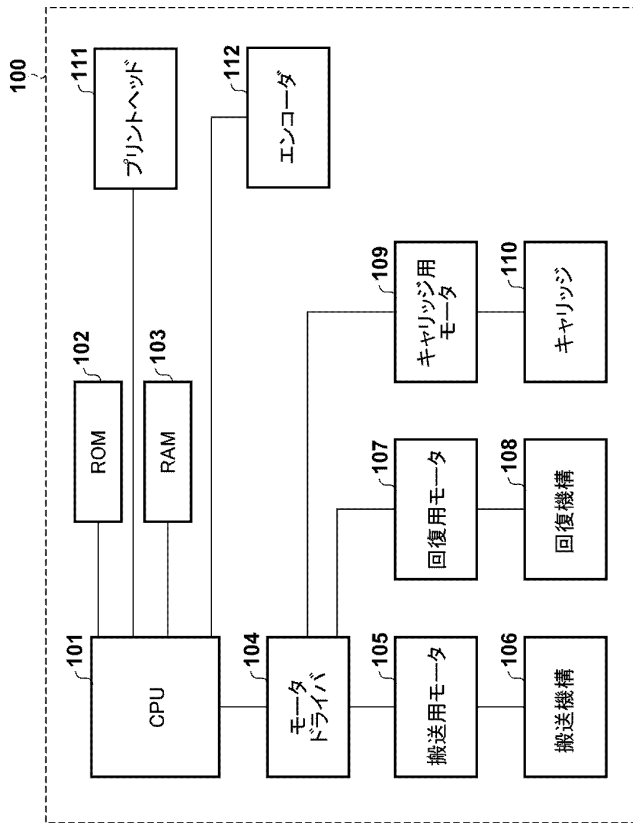 100
101
CPU
102
ROM
103
RAM
111
プリントヘッド
112
エンコーダ
104
モータ
ドライバ
105
搬送用モータ
106
搬送機構
107
回復用モータ
108
回復機構
109
キャリッジ用
モータ
110
キャリッジ